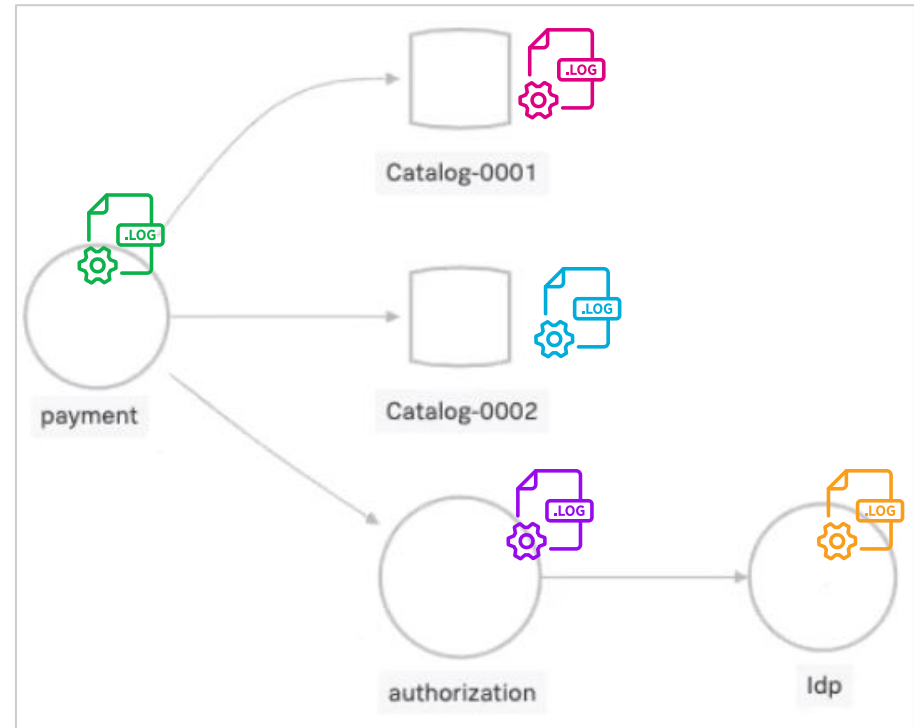 .LOG
Catalog-0001
.LOG
payment
.LOG
Catalog-0002
.LOG
authorization
.LOG
Idp